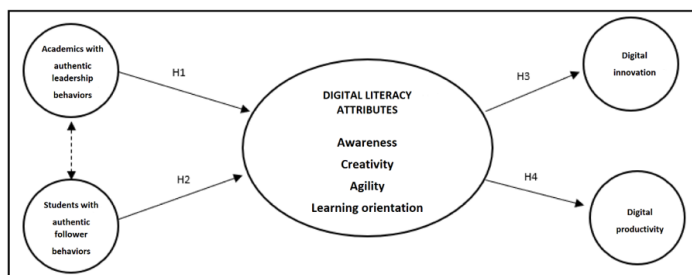 Academics with
authentic
leadership
behaviors
H1
DIGITAL LITERACY
ATTRIBUTES
Awareness
Creativity
Agility
Learning orientation
H3
Digital
innovation
Students with
authentic
follower
behaviors
H2
H4
Digital
productivity